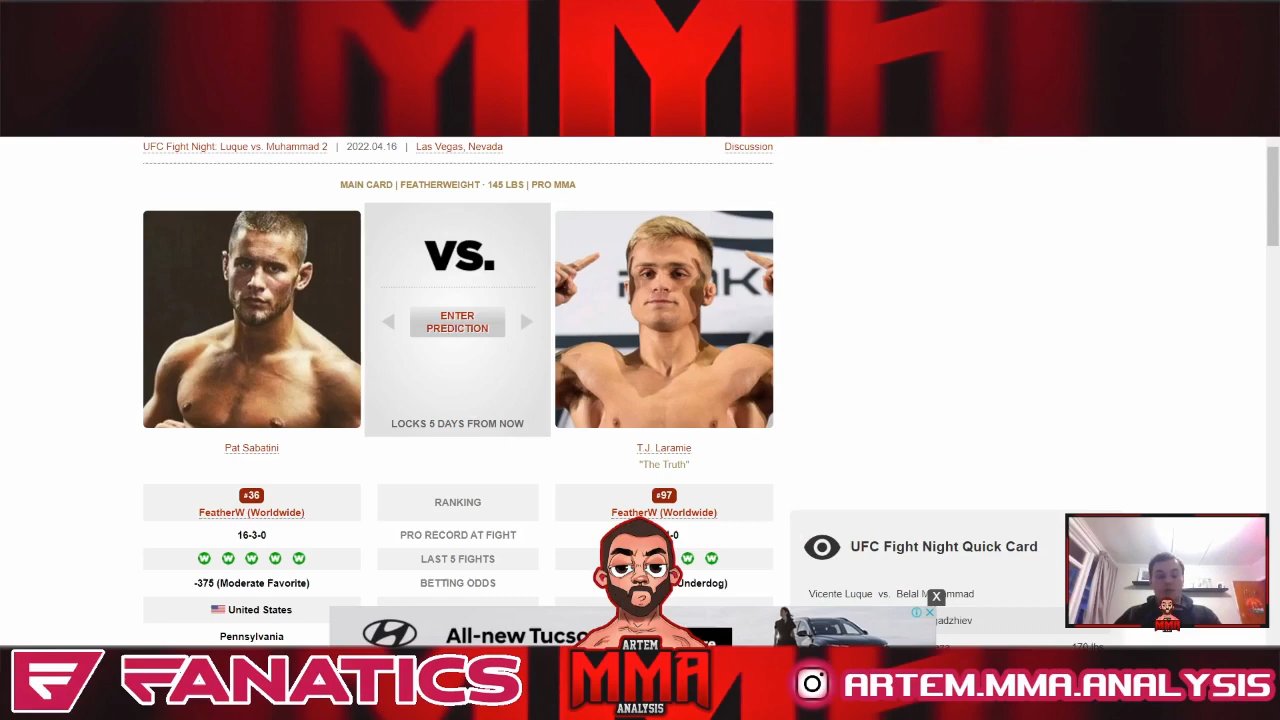 MMA
UFC Fight Night: Luque vs. Muhammad 2 | 2022.04.16 | Las Vegas, Nevada Discussion
MAIN CARD | FEATHERWEIGHT · 145 LBS | PRO MMA
VS.
ENTER
PREDICTION
LOCKS 5 DAYS FROM NOW
Pat Sabatini T.J. Laramie
"The Truth"
#36 RANKING #97
FeatherW (Worldwide) FeatherW (Worldwide)
16-3-0 PRO RECORD AT FIGHT
W W W W W LAST 5 FIGHTS W W
-375 (Moderate Favorite) BETTING ODDS
United States
Pennsylvania
UFC Fight Night Quick Card
Vicente Luque vs. Belal
X
All-new
ARTEM
MMA
ANALYSIS
FANATICS
ARTEM.MMA.ANALYSIS